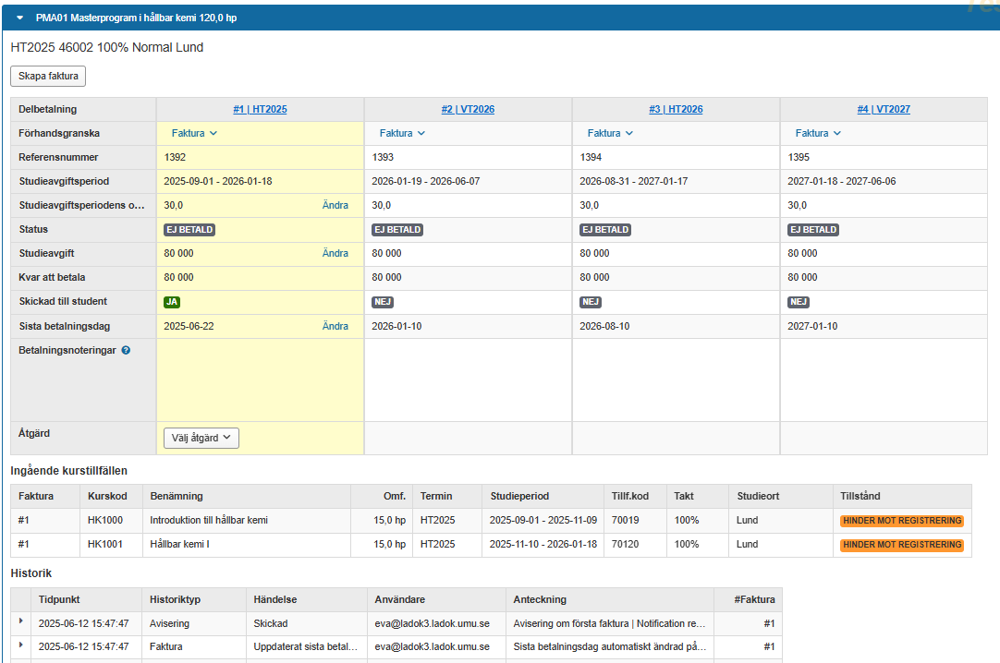 PMA01 Masterprogram i hållbar kemi 120,0 hp
HT2025 46002 100% Normal Lund
Skapa faktura
Delbetalning #1 | HT2025 #2 | VT2026 #3 | HT2026 #4 | VT2027
Förhandsgranska Faktura Faktura Faktura Faktura
Referensnummer 1392 1393 1394 1395
Studieavgiftsperiod 2025-09-01 - 2026-01-18 2026-01-19 - 2026-06-07 2026-08-31 - 2027-01-17 2027-01-18 - 2027-06-06
Studieavgiftsperiodens o... 30,0 Ändra 30,0 30,0 30,0
Status EJ BETALD EJ BETALD EJ BETALD EJ BETALD
Studieavgift 80 000 Ändra 80 000 80 000 80 000
Kvar att betala 80 000 80 000 80 000 80 000
Skickad till student JA NEJ NEJ NEJ
Sista betalningsdag 2025-06-22 Ändra 2026-01-10 2026-08-10 2027-01-10
Betalningsnoteringar ?
Åtgärd Välj åtgärd
Ingående kurstillfällen
Faktura Kurskod Benämning Omf. Termin Studieperiod Tillf.kod Takt Studieort Tillstånd
#1 HK1000 Introduktion till hållbar kemi 15,0 hp HT2025 2025-09-01 - 2025-11-09 70019 100% Lund HINDER MOT REGISTRERING
#1 HK1001 Hållbar kemi I 15,0 hp HT2025 2025-11-10 - 2026-01-18 70120 100% Lund HINDER MOT REGISTRERING
Historik
Tidpunkt Historiktyp Händelse Användare Anteckning #Faktura
2025-06-12 15:47:47 Avisering Skickad eva@ladok3.ladok.umu.se Avisering om första faktura | Notification re... #1
2025-06-12 15:47:47 Faktura Uppdaterat sista betal... eva@ladok3.ladok.umu.se Sista betalningsdag automatiskt ändrad på... #1